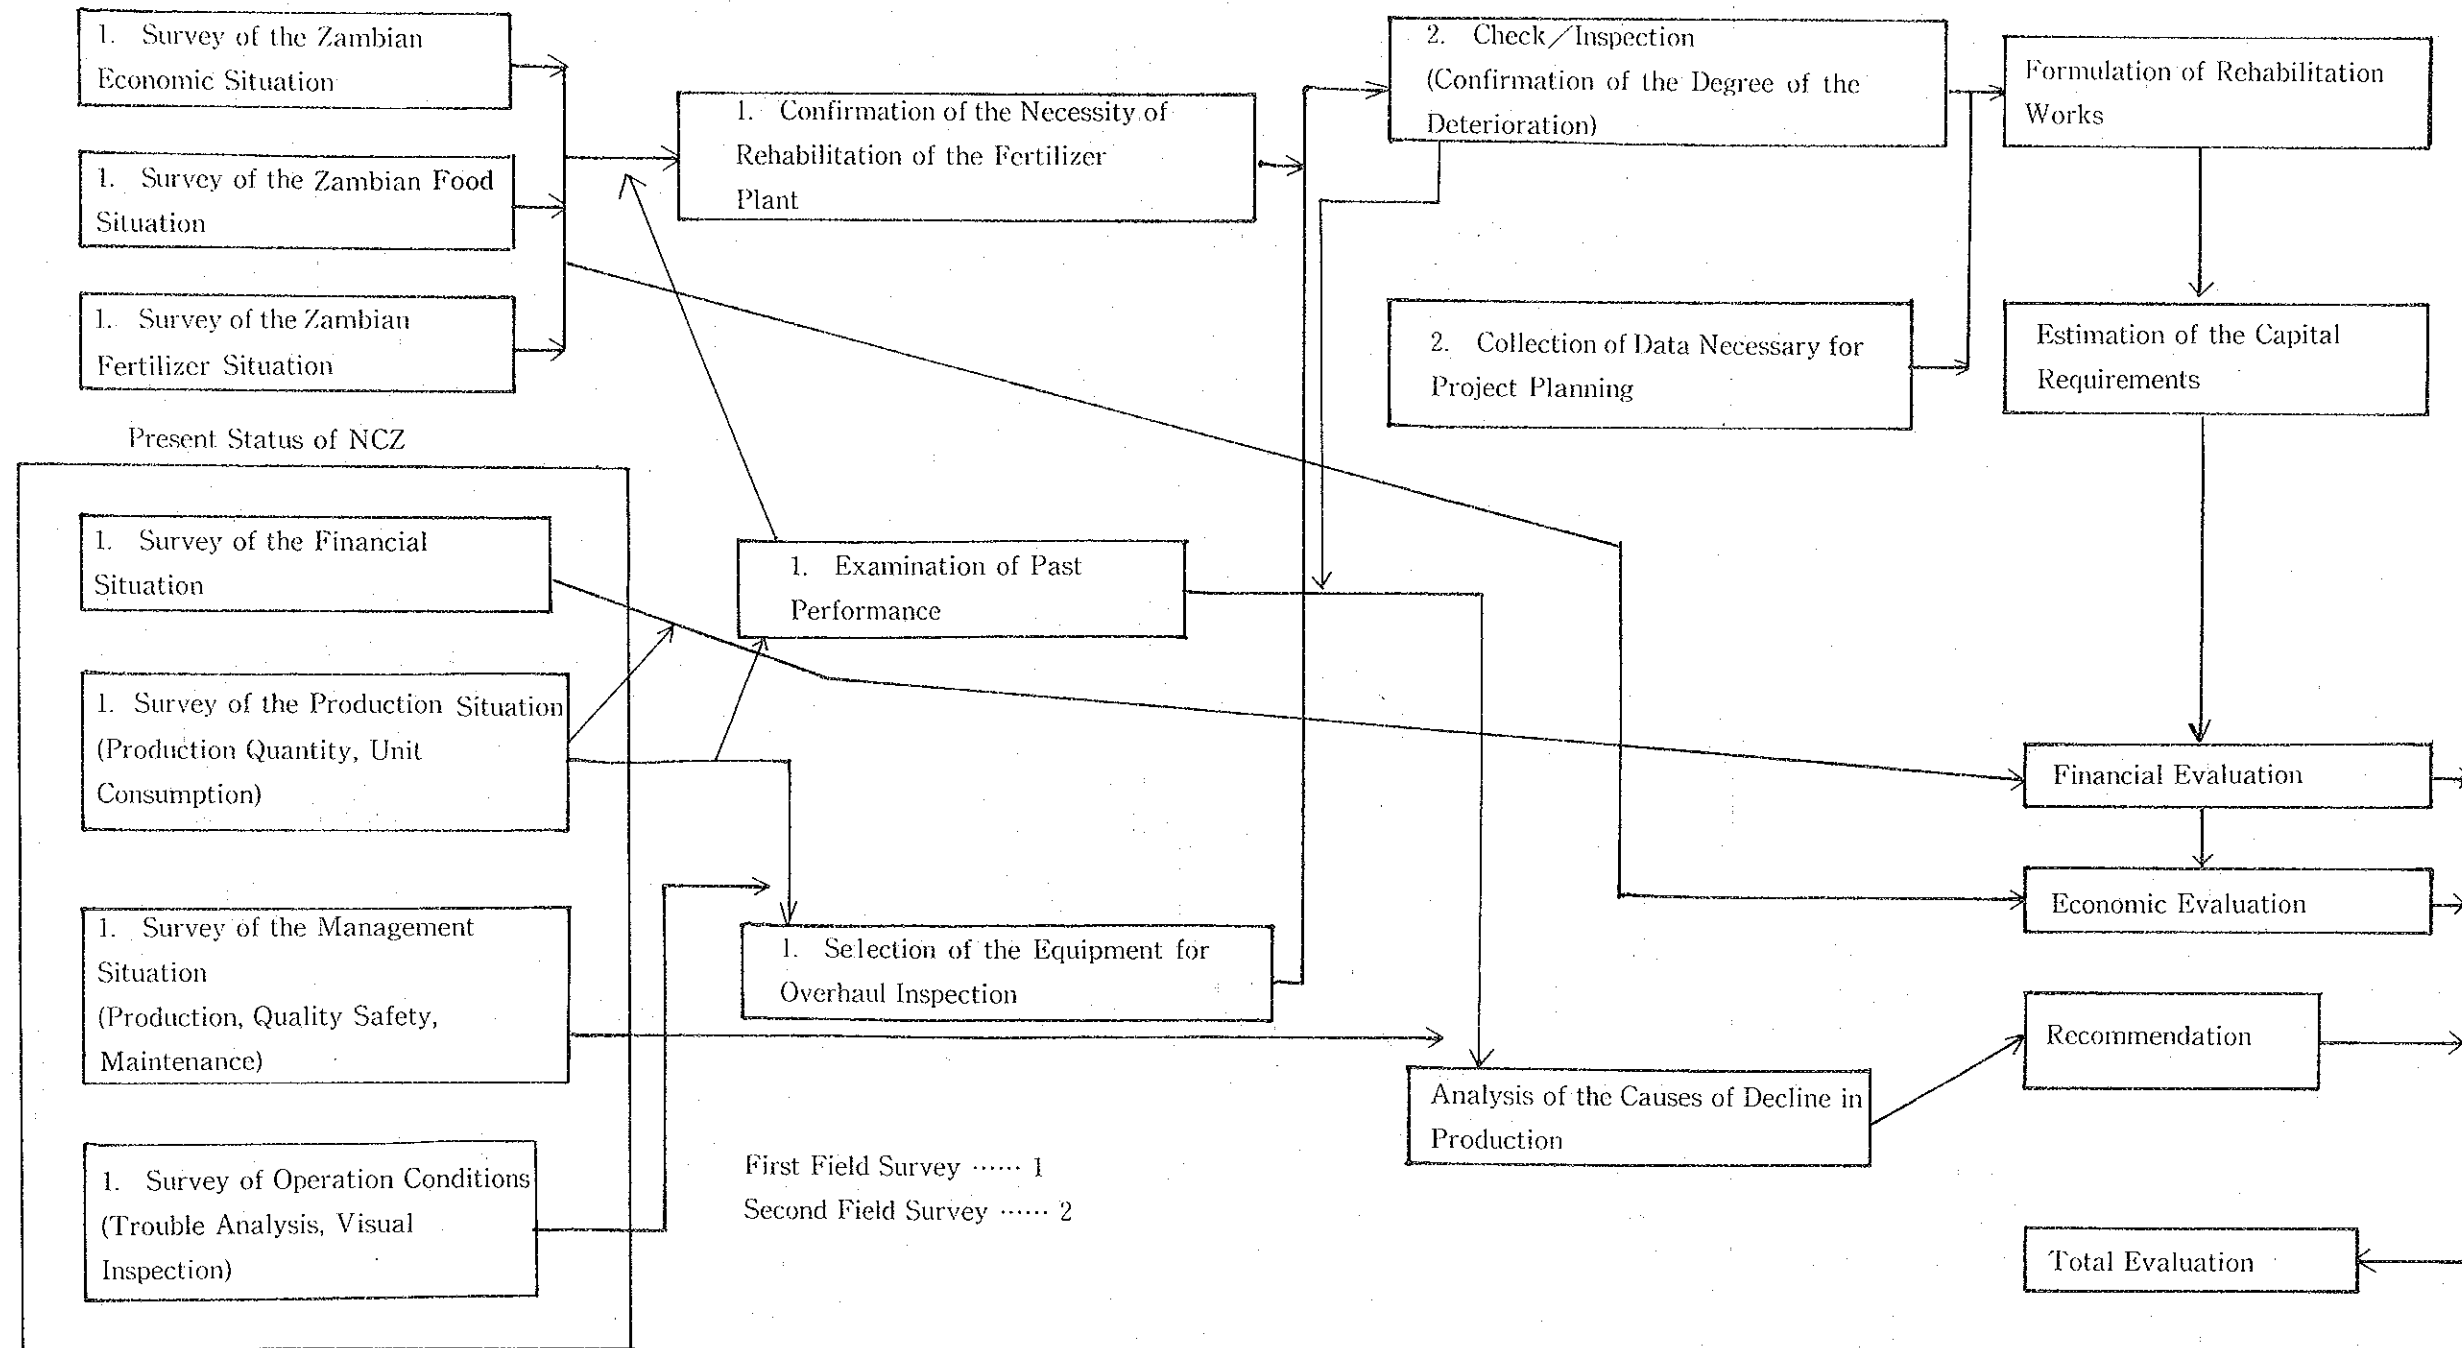 1. Survey of the Zambian
Economic Situation
1. Survey of the Zambian Food
Situation
1. Survey of the Zambian
Fertilizer Situation
1. Confirmation of the Necessity of
Rehabilitation of the Fertilizer
Plant
2. Check／Inspection
(Confirmation of the Degree of the
Deterioration)
Formulation of Rehabilitation
Works
2. Collection of Data Necessary for
Project Planning
Estimation of the Capital
Requirements
Present Status of NCZ
1. Survey of the Financial
Situation
1. Survey of the Production Situation
(Production Quantity, Unit
Consumption)
1. Survey of the Management
Situation
(Production, Quality Safety,
Maintenance)
1. Survey of Operation Conditions
(Trouble Analysis, Visual
Inspection)
1. Examination of Past
Performance
1. Selection of the Equipment for
Overhaul Inspection
First Field Survey ⋯⋯ 1
Second Field Survey ⋯⋯ 2
Analysis of the Causes of Decline in
Production
Financial Evaluation
Economic Evaluation
Recommendation
Total Evaluation